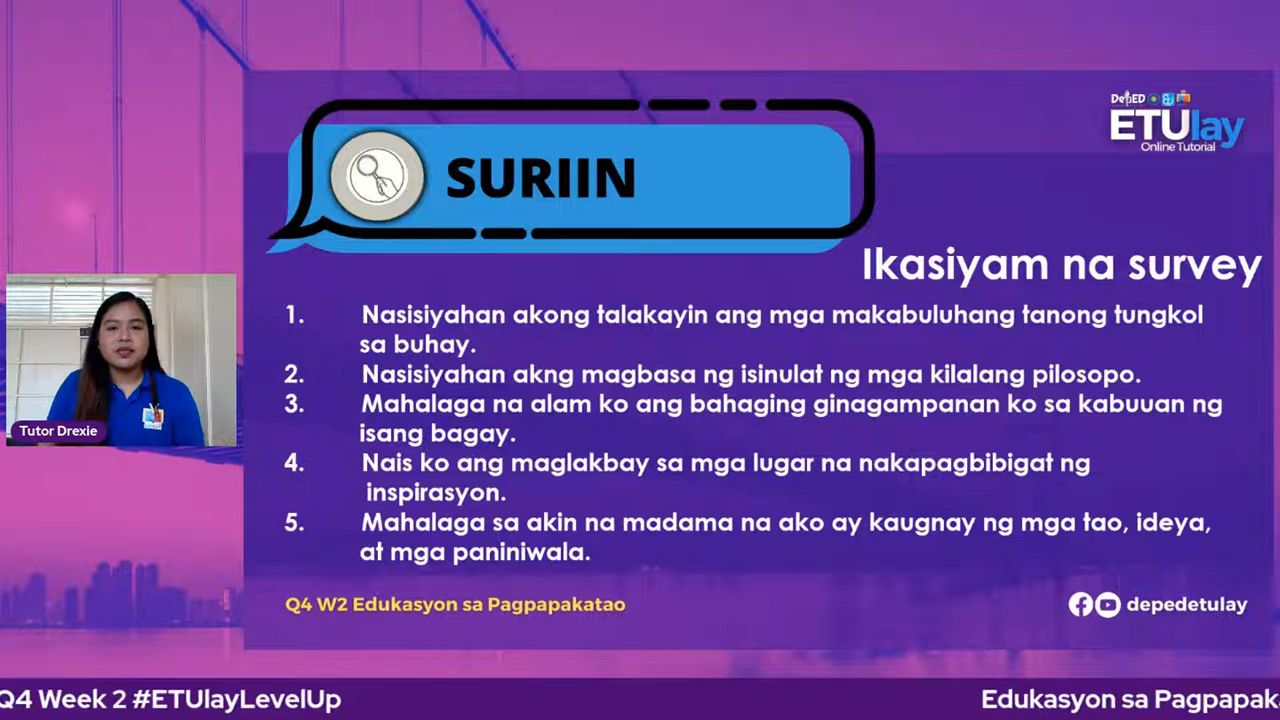 DepED
ETUlay
Online Tutorial
SURIIN
Ikasiyam na survey
1. Nasisiyahan akong talakayin ang mga makabuluhang tanong tungkol
sa buhay.
2. Nasisiyahan akng magbasa ng isinulat ng mga kilalang pilosopo.
3. Mahalaga na alam ko ang bahaging ginagampanan ko sa kabuuan ng
isang bagay.
4. Nais ko ang maglakbay sa mga lugar na nakapagbibigat ng
inspirasyon.
5. Mahalaga sa akin na madama na ako ay kaugnay ng mga tao, ideya,
at mga paniniwala.
Tutor Drexie
Q4 W2 Edukasyon sa Pagpapakatao
depedetulay
Q4 Week 2 #ETUlayLevelUp
Edukasyon sa Pagpapak